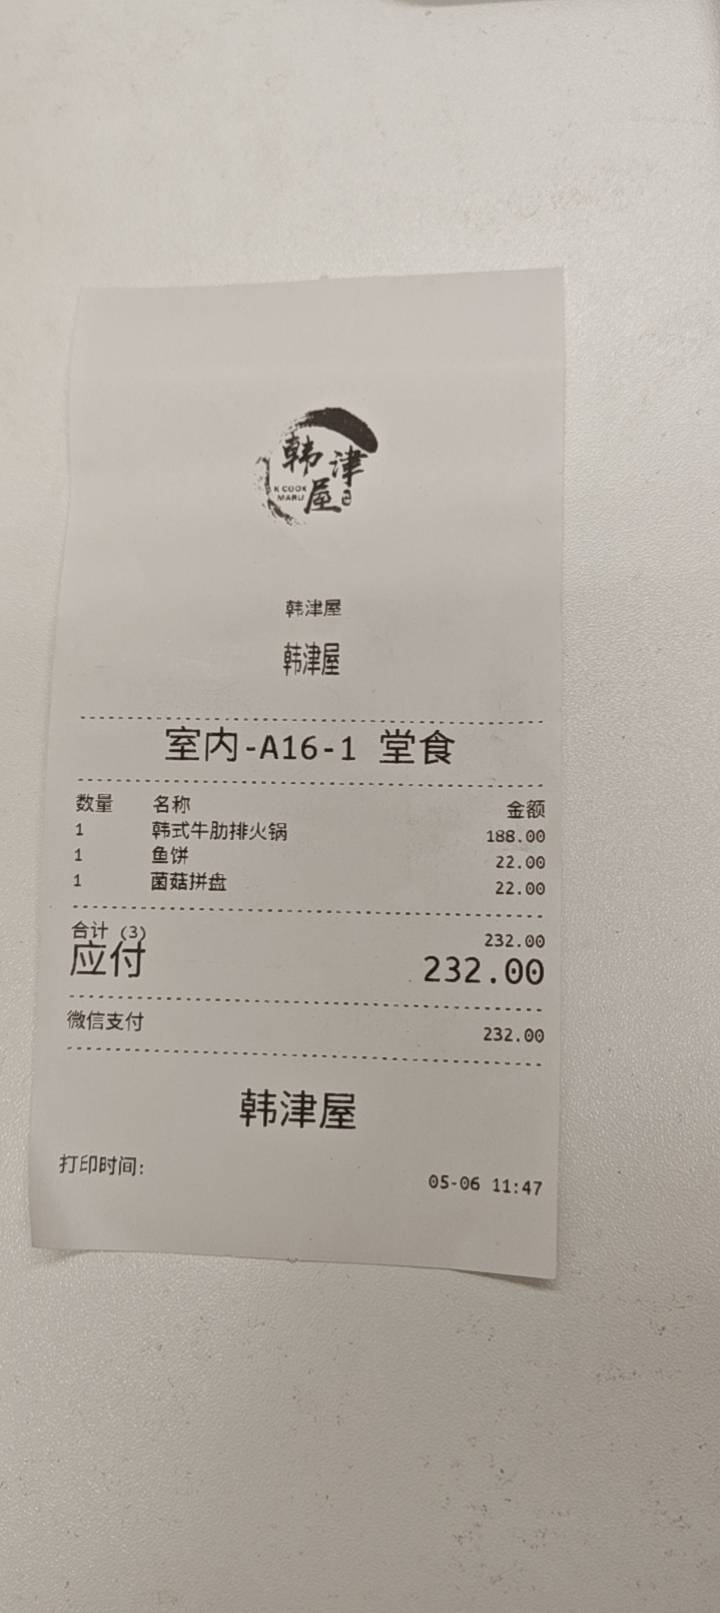 韩津
屋
K COOK
MARU
韩津屋
韩津屋
室内-A16-1 堂食
数量 名称 金额
1 韩式牛肋排火锅 188.00
1 鱼饼 22.00
1 菌菇拼盘 22.00
合计 (3) 232.00
应付 232.00
微信支付 232.00
韩津屋
打印时间: 05-06 11:47